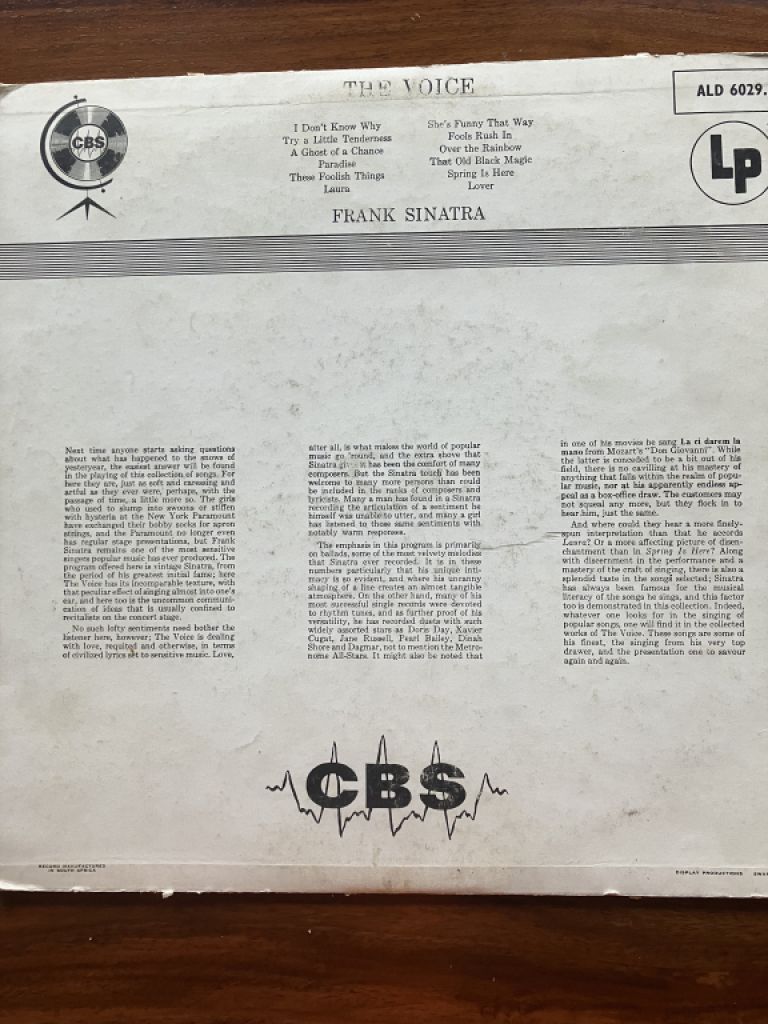 THE VOICE
ALD 6029.
CBS
I Don't Know Why
Try a Little Tenderness
A Ghost of a Chance
Paradise
These Foolish Things
Laura
She's Funny That Way
Fools Rush In
Over the Rainbow
That Old Black Magic
Spring Is Here
Lover
LP
FRANK SINATRA
Next time anyone starts asking questions
about what has happened to the snows of
yesteryear, the easiest answer will be found
in the playing of this collection of songs. For
here they are, just as soft and caressing and
artful as they ever were, perhaps, with the
passage of time, a little more so. The girls
who used to slump into swoons or stiffen
with hysteria at the New York Paramount
have exchanged their bobby socks for apron
strings, and the Paramount no longer even
has regular stage presentations, but Frank
Sinatra remains one of the most sensitive
singers popular music has ever produced. The
program offered here is vintage Sinatra, from
the period of his greatest initial fame; here
The Voice has its incomparable texture, with
that peculiar effect of singing almost into one's
ear, and here too is the uncommon communi-
cation of ideas that is usually confined to
recitalists on the concert stage.
No such lofty sentiments need bother the
listener here, however; The Voice is dealing
with love, requited and otherwise, in terms
of civilized lyrics set to sensitive music. Love,
after all, is what makes the world of popular
music go 'round, and the extra shove that
Sinatra it has been the comfort of many
composers. But the Sinatra touch has been
welcome to many more persons than could
be included in the ranks of composers and
lyricists. Many a man has found in a Sinatra
recording the articulation of a sentiment he
himself was unable to utter, and many a girl
has listened to those same sentiments with
notably warm responses.
The emphasis in this program is primarily
on ballads, some of the most velvety melodies
that Sinatra ever recorded. It is in these
numbers particularly that his unique inti-
macy is so evident, and where his uncanny
shaping of a line creates an almost tangible
atmosphere. On the other hand, many of his
most successful single records were devoted
to rhythm tunes, and as further proof of his
versatility, he has recorded duets with such
widely assorted stars as Doris Day, Xavier
Cugat, Jane Russell, Pearl Bailey, Dinah
Shore and Dagmar, not to mention the Metro-
nome All-Stars. It might also be noted that
in one of his movies he sang La ci darem la
mano from Mozart's "Don Giovanni". While
the latter is conceded to be a bit out of his
field, there is no cavilling at his mastery of
anything that falls within the realm of popu-
lar music, nor at his apparently endless ap-
peal as a box-office draw. The customers may
not squeal any more, but they flock in to
hear him, just the same.
And where could they hear a more finely-
spun interpretation than that he accords
Laura? Or a more affecting picture of disen-
chantment than in Spring Is Here? Along
with discernment in the performance and a
mastery of the craft of singing, there is also a
splendid taste in the songs selected; Sinatra
has always been famous for the musical
literacy of the songs he sings, and this factor
too is demonstrated in this collection. Indeed,
whatever one looks for in the singing of
popular songs, one will find it in the collected
works of The Voice. These songs are some of
his finest, the singing from his very top
drawer, and the presentation one to savour
again and again.
CBS
RECORD MANUFACTURED
IN SOUTH AFRICA
DISPLAY PRODUCTIONS